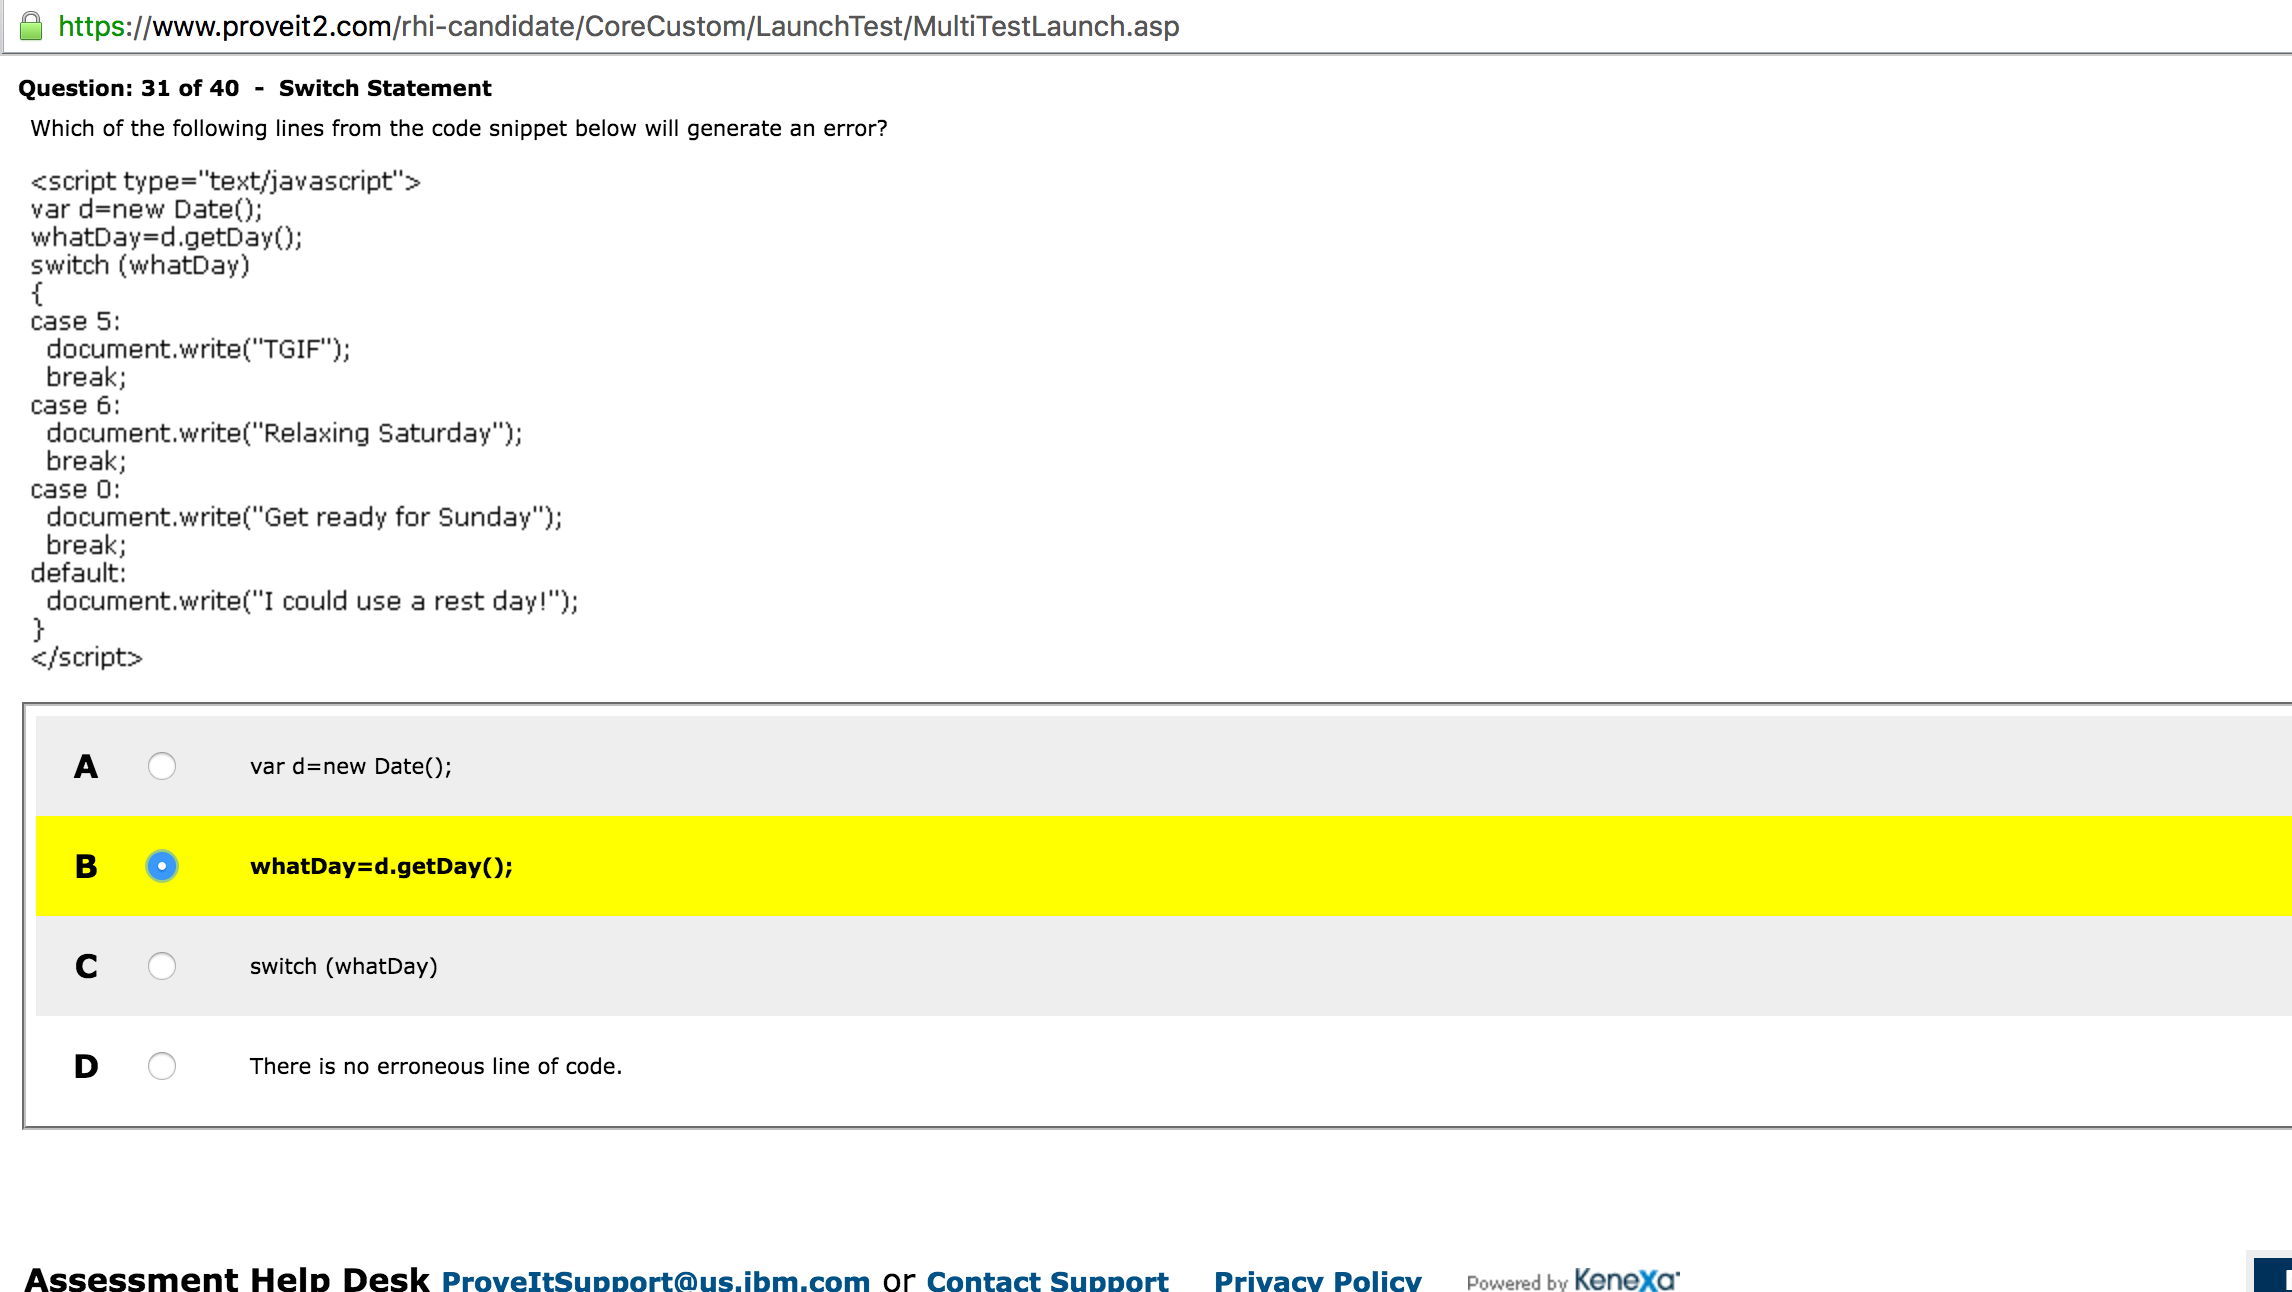 https://www.proveit2.com/rhi-candidate/CoreCustom/LaunchTest/MultiTestLaunch.asp
Question: 31 of 40 - Switch Statement
Which of the following lines from the code snippet below will generate an error?
<script type="text/javascript">
var d=new Date();
whatDay=d.getDay();
switch (whatDay)
{
case 5:
  document.write("TGIF");
  break;
case 6:
  document.write("Relaxing Saturday");
  break;
case 0:
  document.write("Get ready for Sunday");
  break;
default:
  document.write("I could use a rest day!");
}
</script>
A var d=new Date();
B whatDay=d.getDay();
C switch (whatDay)
D There is no erroneous line of code.
Assessment Help Desk ProveItSupport@us.ibm.com or Contact Support Privacy Policy Powered by Kenexa